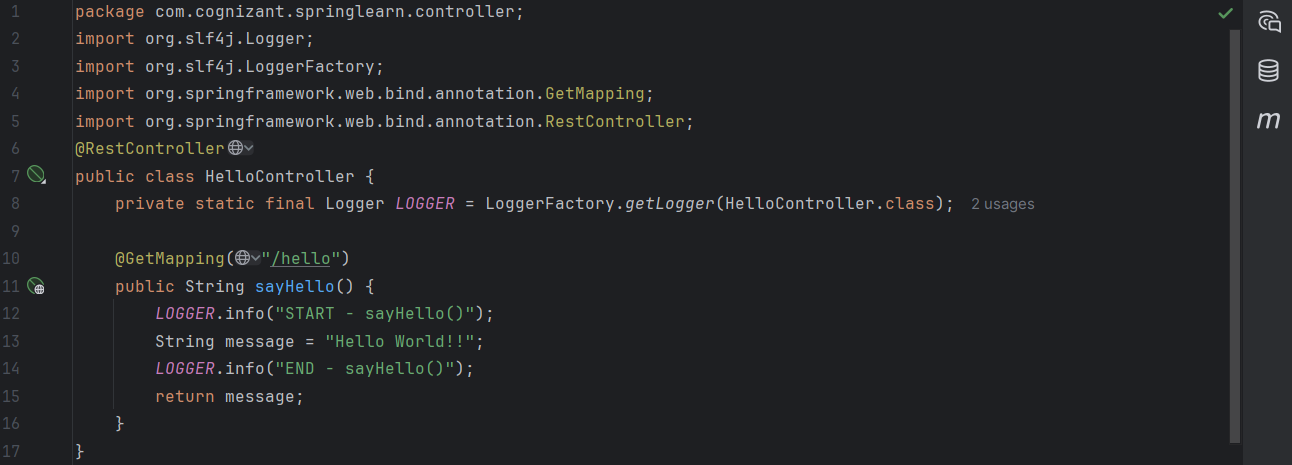 1 package com.cognizant.springlearn.controller;
2 import org.slf4j.Logger;
3 import org.slf4j.LoggerFactory;
4 import org.springframework.web.bind.annotation.GetMapping;
5 import org.springframework.web.bind.annotation.RestController;
6 @RestController
7 public class HelloController {
8     private static final Logger LOGGER = LoggerFactory.getLogger(HelloController.class); 2 usages
9
10     @GetMapping("/hello")
11     public String sayHello() {
12         LOGGER.info("START - sayHello()");
13         String message = "Hello World!!";
14         LOGGER.info("END - sayHello()");
15         return message;
16     }
17 }
m